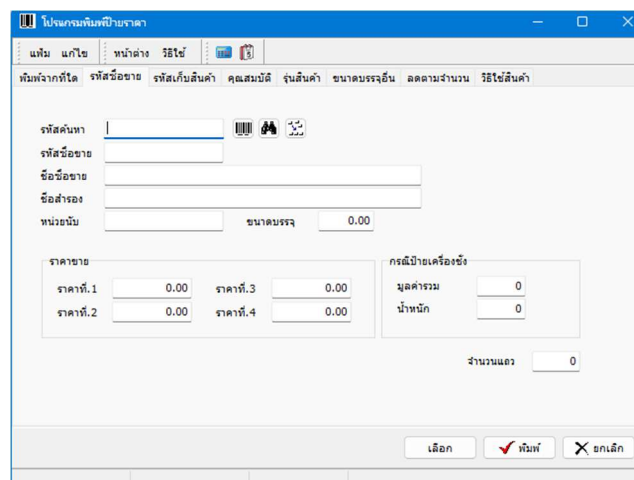 โปรแกรมพิมพ์ป้ายราคา
แฟ้ม แก้ไข หน้าต่าง วิธีใช้
พิมพ์จากที่ใด รหัสซื้อขาย รหัสเก็บสินค้า คุณสมบัติ รุ่นสินค้า ขนาดบรรจุอื่น ลดตามจำนวน วิธีใช้สินค้า
รหัสค้นหา
รหัสซื้อขาย
ชื่อซื้อขาย
ชื่อสำรอง
หน่วยนับ ขนาดบรรจุ 0.00
ราคาขาย กรณีป้ายเครื่องชั่ง
ราคาที่.1 0.00 ราคาที่.3 0.00 มูลค่ารวม 0
ราคาที่.2 0.00 ราคาที่.4 0.00 น้ำหนัก 0
จำนวนแถว 0
เลือก พิมพ์ ยกเลิก